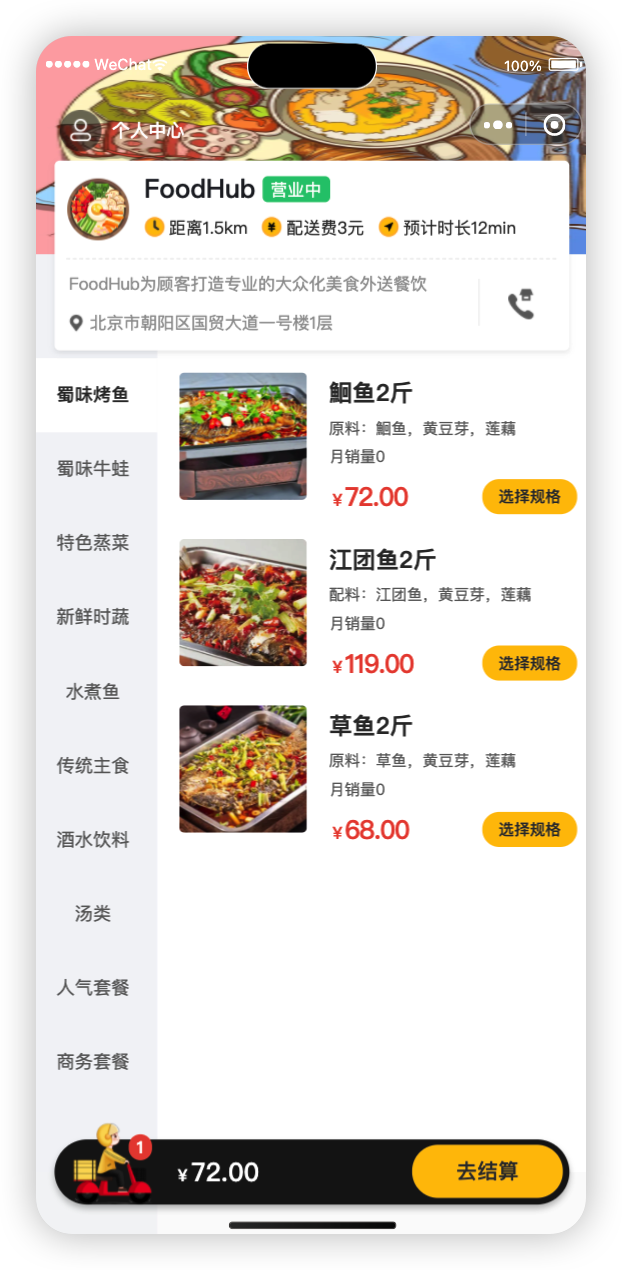 WeChat
100%
个人中心
FoodHub 营业中
距离1.5km 配送费3元 预计时长12min
FoodHub为顾客打造专业的大众化美食外送餐饮
北京市朝阳区国贸大道一号楼1层
蜀味烤鱼
蜀味牛蛙
特色蒸菜
新鲜时蔬
水煮鱼
传统主食
酒水饮料
汤类
人气套餐
商务套餐
鮰鱼2斤
原料：鮰鱼，黄豆芽，莲藕
月销量0
¥72.00 选择规格
江团鱼2斤
配料：江团鱼，黄豆芽，莲藕
月销量0
¥119.00 选择规格
草鱼2斤
原料：草鱼，黄豆芽，莲藕
月销量0
¥68.00 选择规格
1
¥72.00 去结算